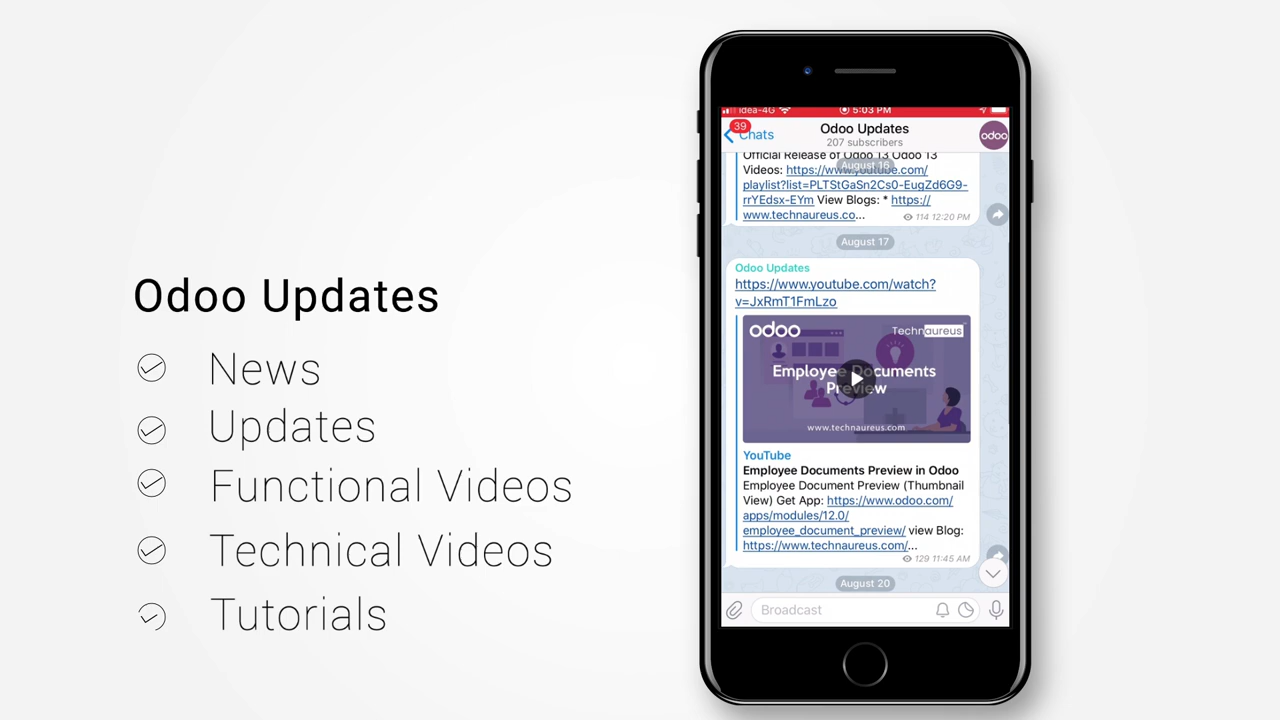 Odoo Updates
News
Updates
Functional Videos
Technical Videos
Tutorials
idea-4G
5:03 PM
39
Chats
Odoo Updates
207 subscribers
odoo
Official Release of Odoo 13 Odoo 13
August 16
Videos: https://www.youtube.com/
playlist?list=PLTStGaSn2Cs0-EugZd6G9-
rrYEdsx-EYm View Blogs: * https://
www.technaureus.co...
114 12:20 PM
August 17
Odoo Updates
https://www.youtube.com/watch?
v=JxRmT1FmLzo
odoo
Technaureus
Employee Documents
Preview
www.technaureus.com
YouTube
Employee Documents Preview in Odoo
Employee Document Preview (Thumbnail
View) Get App: https://www.odoo.com/
apps/modules/12.0/
employee_document_preview/ view Blog:
https://www.technaureus.com/...
129 11:45 AM
August 20
Broadcast